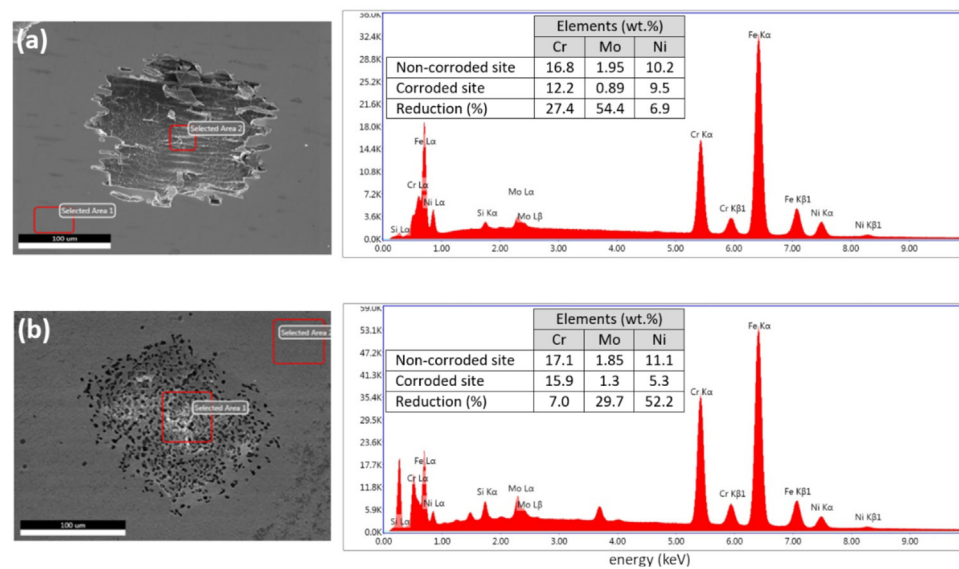 (a)
Selected Area 2
Selected Area 1
100 um
36.0K
32.4K
28.8K
25.2K
21.6K
18.0K
14.4K
10.8K
7.2K
3.6K
0.0K
Elements (wt.%)
Cr Mo Ni
Non-corroded site 16.8 1.95 10.2
Corroded site 12.2 0.89 9.5
Reduction (%) 27.4 54.4 6.9
Fe Kα
Fe Lα
Cr Kα
Cr Lα
Ni Lα
Si Lα
Si Kα
Mo Lα
Mo Lβ
Cr Kβ1
Fe Kβ1
Ni Kα
Ni Kβ1
0.00 1.00 2.00 3.00 4.00 5.00 6.00 7.00 8.00 9.00
(b)
Selected Area
Selected Area 1
100 um
59.0K
53.1K
47.2K
41.3K
35.4K
29.5K
23.6K
17.7K
11.8K
5.9K
0.0K
Elements (wt.%)
Cr Mo Ni
Non-corroded site 17.1 1.85 11.1
Corroded site 15.9 1.3 5.3
Reduction (%) 7.0 29.7 52.2
Fe Kα
Cr Kα
Fe Lα
Cr Lα
Ni Lα
Si Lα
Si Kα
Mo Lα
Mo Lβ
Cr Kβ1
Fe Kβ1
Ni Kα
Ni Kβ1
0.00 1.00 2.00 3.00 4.00 5.00 6.00 7.00 8.00 9.00
energy (keV)